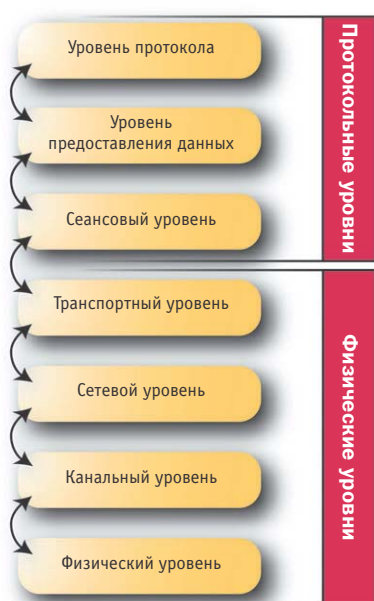 Уровень протокола
Уровень
предоставления данных
Сеансовый уровень
Протокольные уровни
Транспортный уровень
Сетевой уровень
Канальный уровень
Физический уровень
Физические уровни